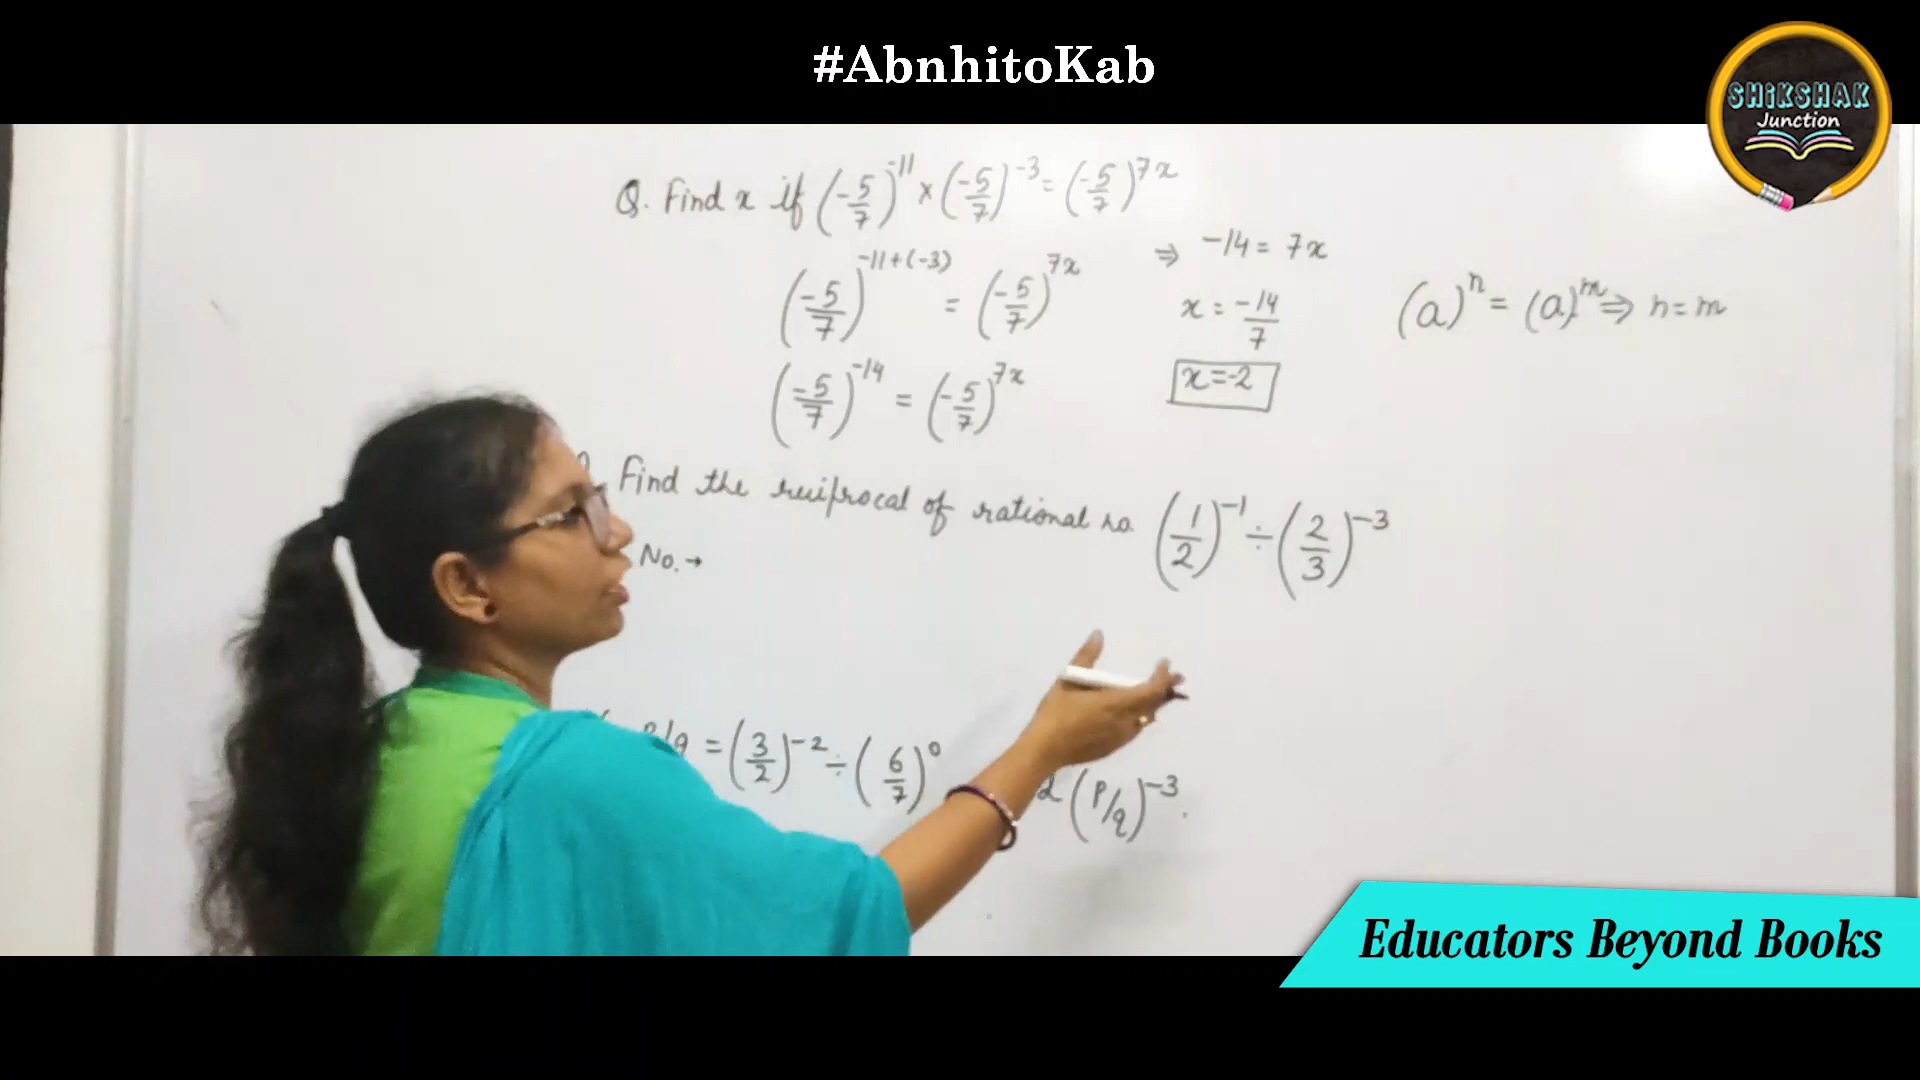 #AbnhitoKab
SHiKSHAK
Junction
Q. Find x if (-5/7)^-11 × (-5/7)^-3 = (-5/7)^7x
(-5/7)^-11+(-3) = (-5/7)^7x
(-5/7)^-14 = (-5/7)^7x
⇒ -14 = 7x
x = -14/7
x = -2
(a)^n = (a)^m ⇒ n = m
Find the reciprocal of rational no. (1/2)^-1 ÷ (2/3)^-3
No. →
P/q = (3/2)^-2 ÷ (6/7)^0
(P/q)^-3.
Educators Beyond Books